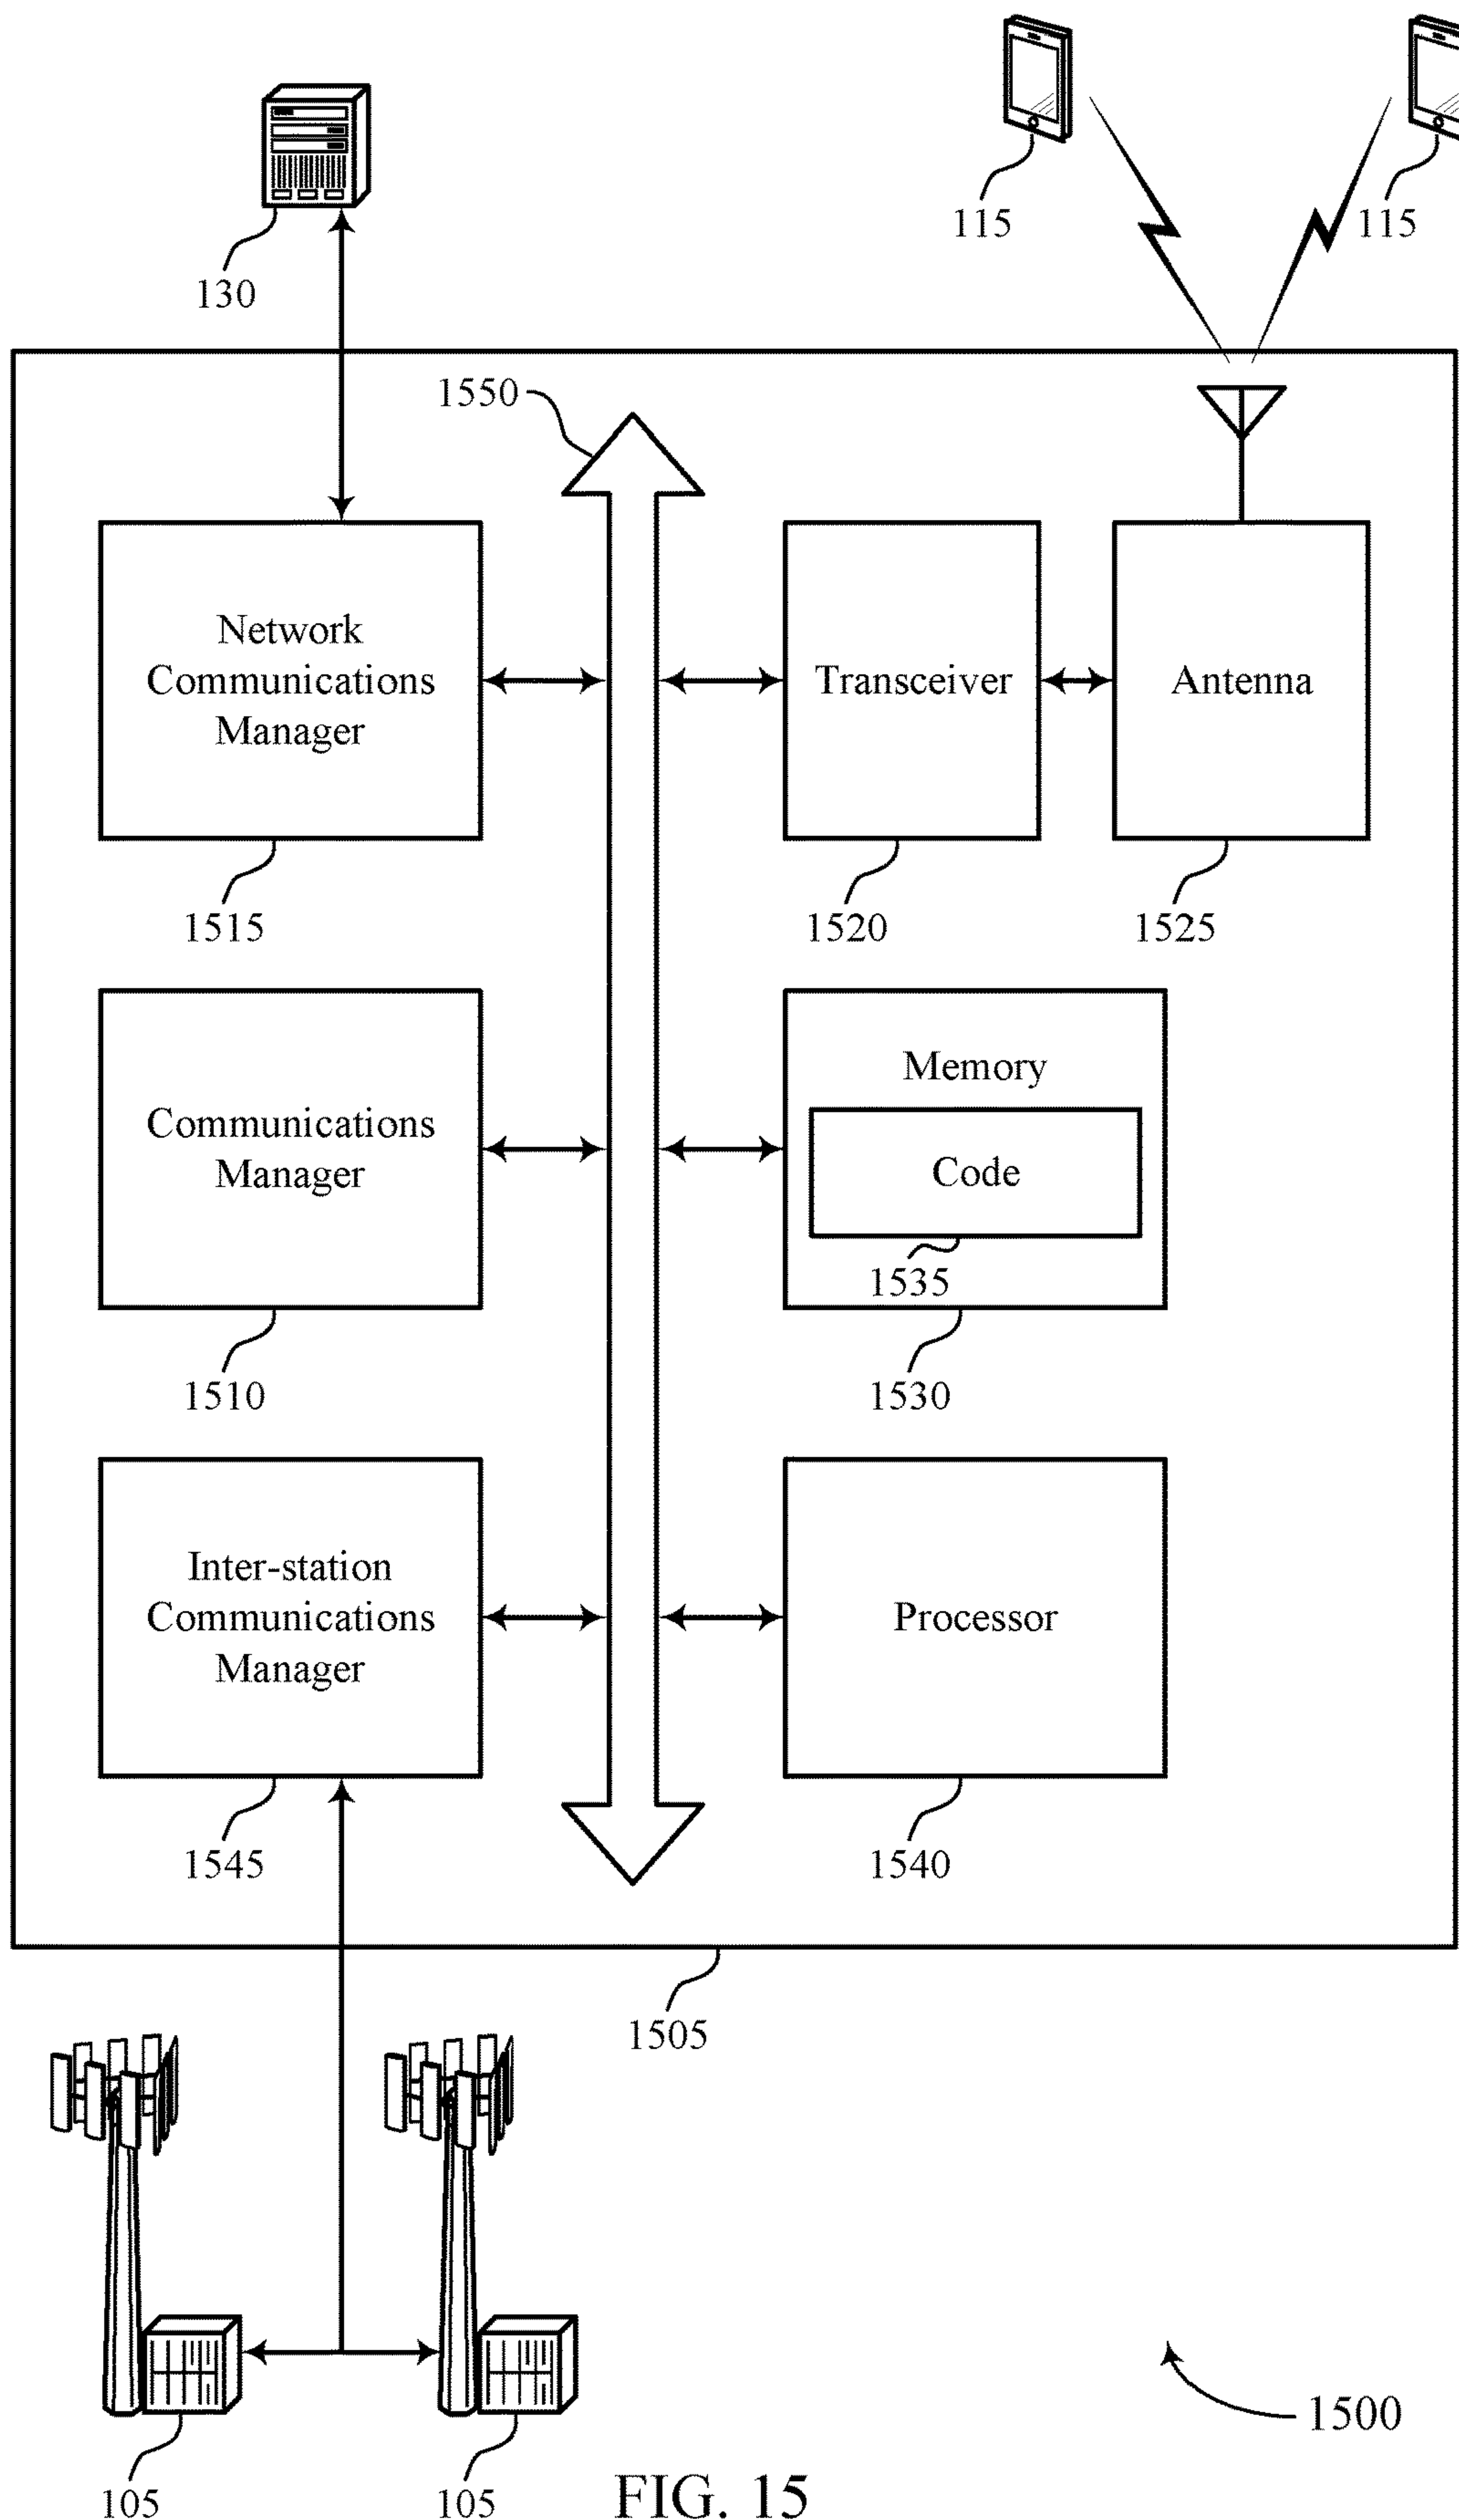 115
115
130
1550
Network
Communications
Manager
Transceiver
Antenna
1515
1520
1525
Communications
Manager
Memory
Code
1535
1510
1530
Inter-station
Communications
Manager
Processor
1545
1540
1505
1500
105
105
FIG. 15